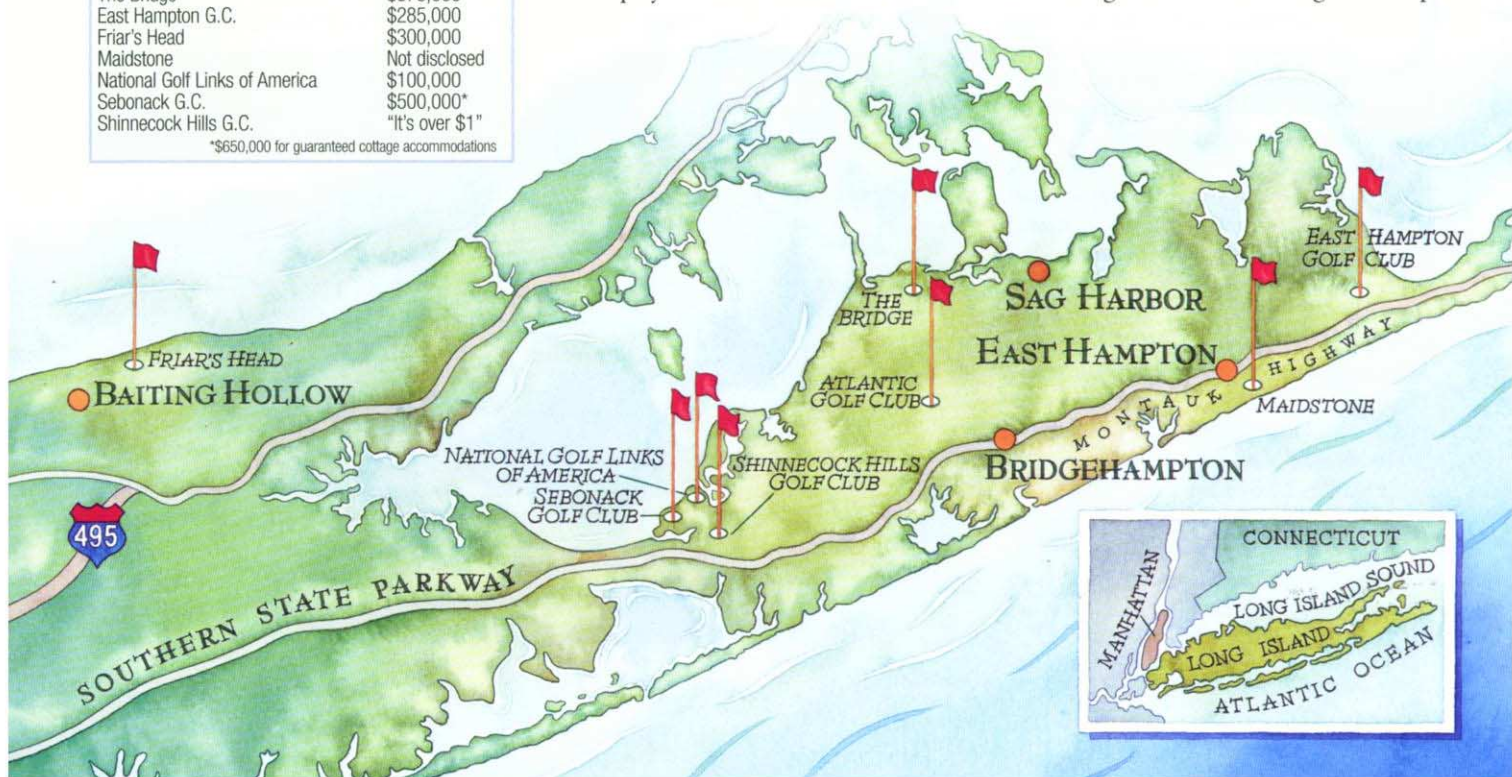 East Hampton G.C. $285,000
Friar's Head $300,000
Maidstone Not disclosed
National Golf Links of America $100,000
Sebonack G.C. $500,000*
Shinnecock Hills G.C. "It's over $1"
*$650,000 for guaranteed cottage accommodations
FRIAR'S HEAD
BAITING HOLLOW
495
SOUTHERN STATE PARKWAY
NATIONAL GOLF LINKS
OF AMERICA
SEBONACK
GOLF CLUB
SHINNECOCK HILLS
GOLF CLUB
THE
BRIDGE
ATLANTIC
GOLF CLUB
SAG HARBOR
EAST HAMPTON
BRIDGEHAMPTON
EAST HAMPTON
GOLF CLUB
MONTAUK HIGHWAY
MAIDSTONE
MANHATTAN
CONNECTICUT
LONG ISLAND SOUND
LONG ISLAND
ATLANTIC OCEAN